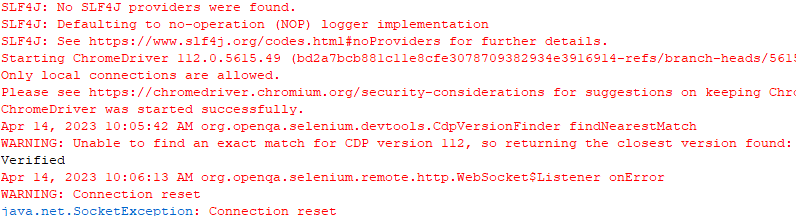 SLF4J: No SLF4J providers were found.
SLF4J: Defaulting to no-operation (NOP) logger implementation
SLF4J: See https://www.slf4j.org/codes.html#noProviders for further details.
Starting ChromeDriver 112.0.5615.49 (bd2a7bcb881c11e8cfe3078709382934e3916914-refs/branch-heads/5615
Only local connections are allowed.
Please see https://chromedriver.chromium.org/security-considerations for suggestions on keeping Chr
ChromeDriver was started successfully.
Apr 14, 2023 10:05:42 AM org.openqa.selenium.devtools.CdpVersionFinder findNearestMatch
WARNING: Unable to find an exact match for CDP version 112, so returning the closest version found:
Verified
Apr 14, 2023 10:06:13 AM org.openqa.selenium.remote.http.WebSocket$Listener onError
WARNING: Connection reset
java.net.SocketException: Connection reset